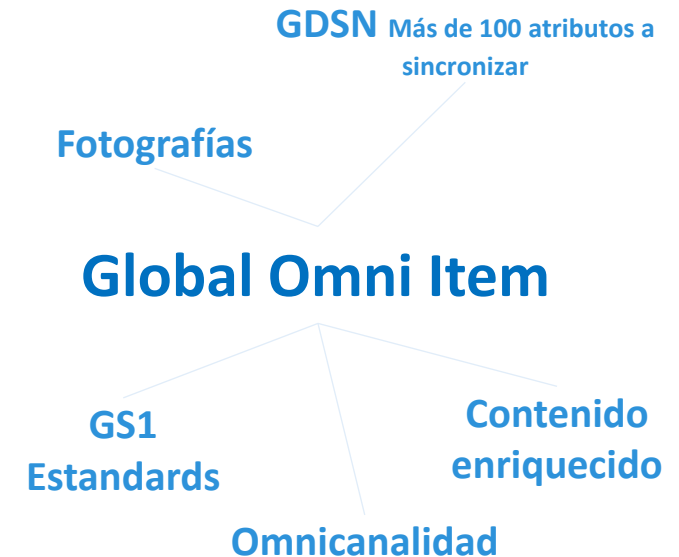 GDSN Más de 100 atributos a
sincronizar
Fotografías
Global Omni Item
GS1
Estandards
Contenido
enriquecido
Omnicanalidad